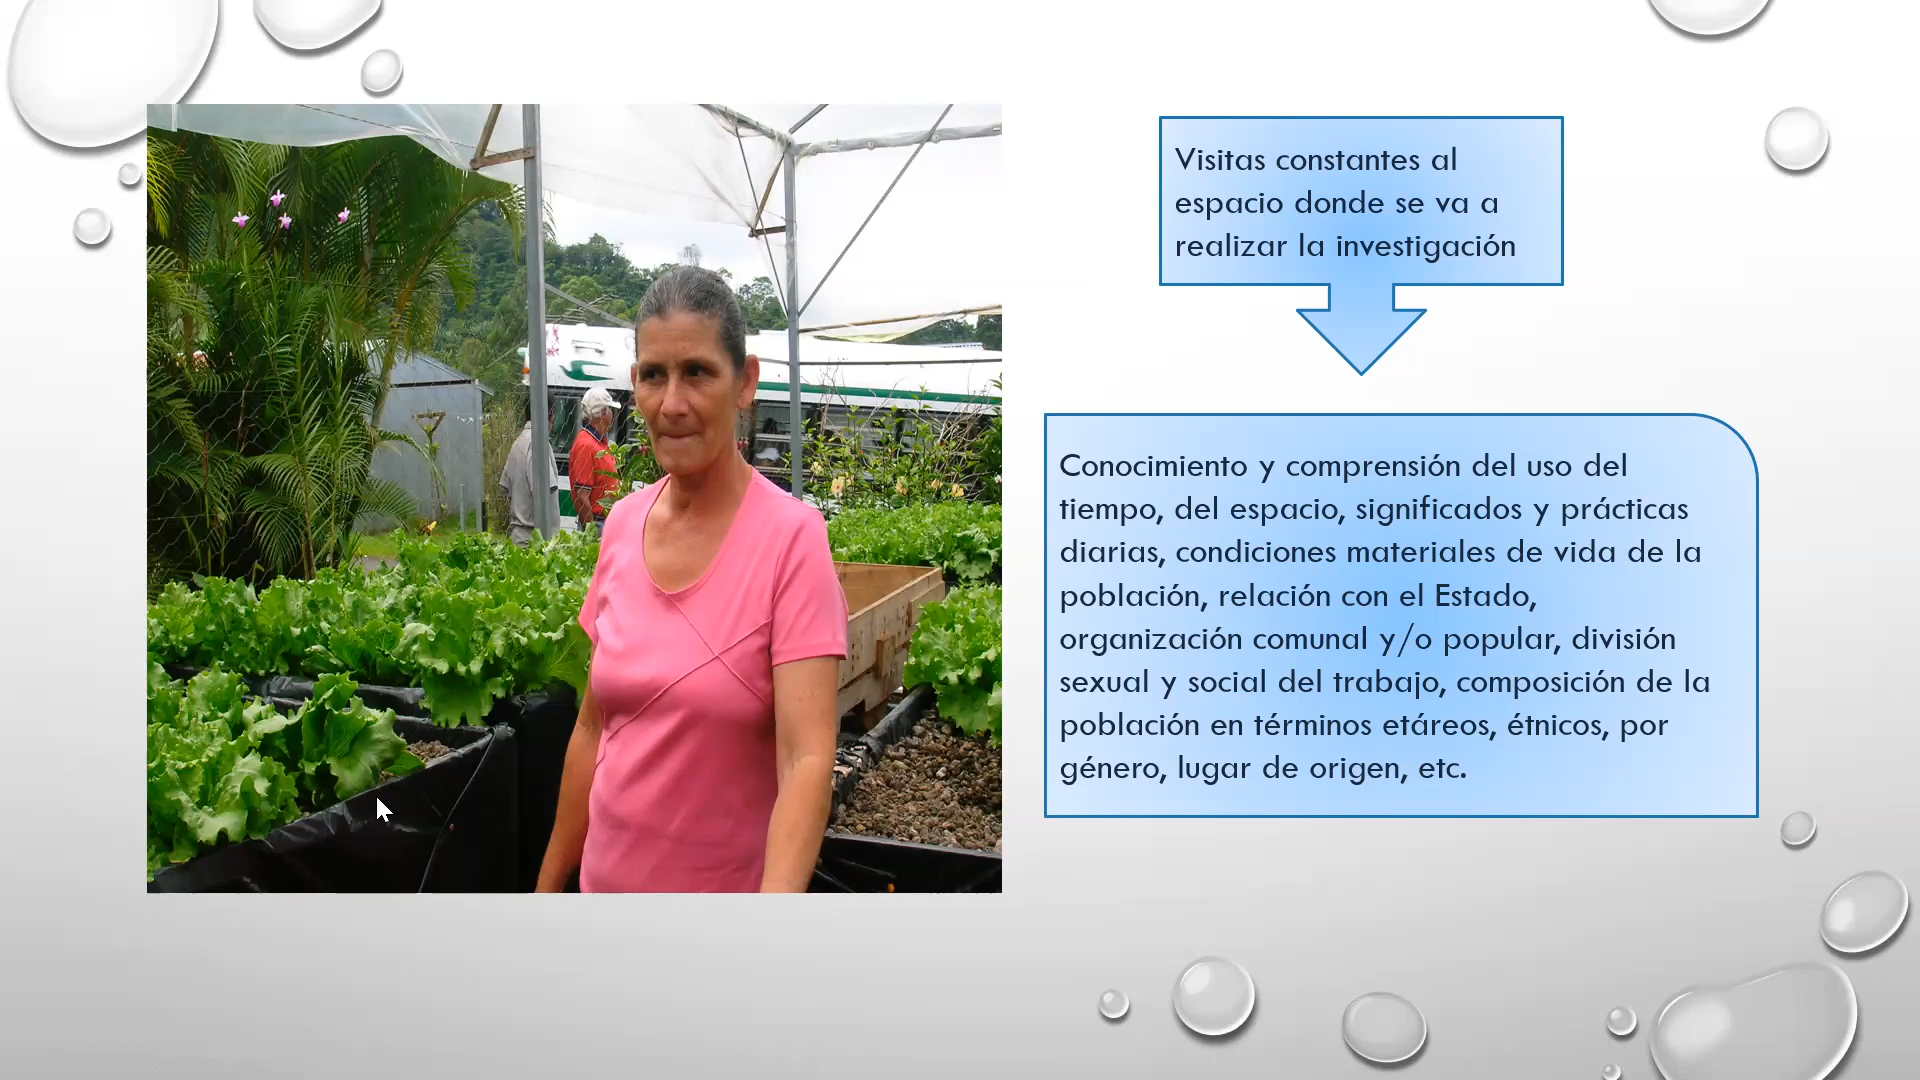 Visitas constantes al
espacio donde se va a
realizar la investigación
Conocimiento y comprensión del uso del
tiempo, del espacio, significados y prácticas
diarias, condiciones materiales de vida de la
población, relación con el Estado,
organización comunal y/o popular, división
sexual y social del trabajo, composición de la
población en términos etáreos, étnicos, por
género, lugar de origen, etc.